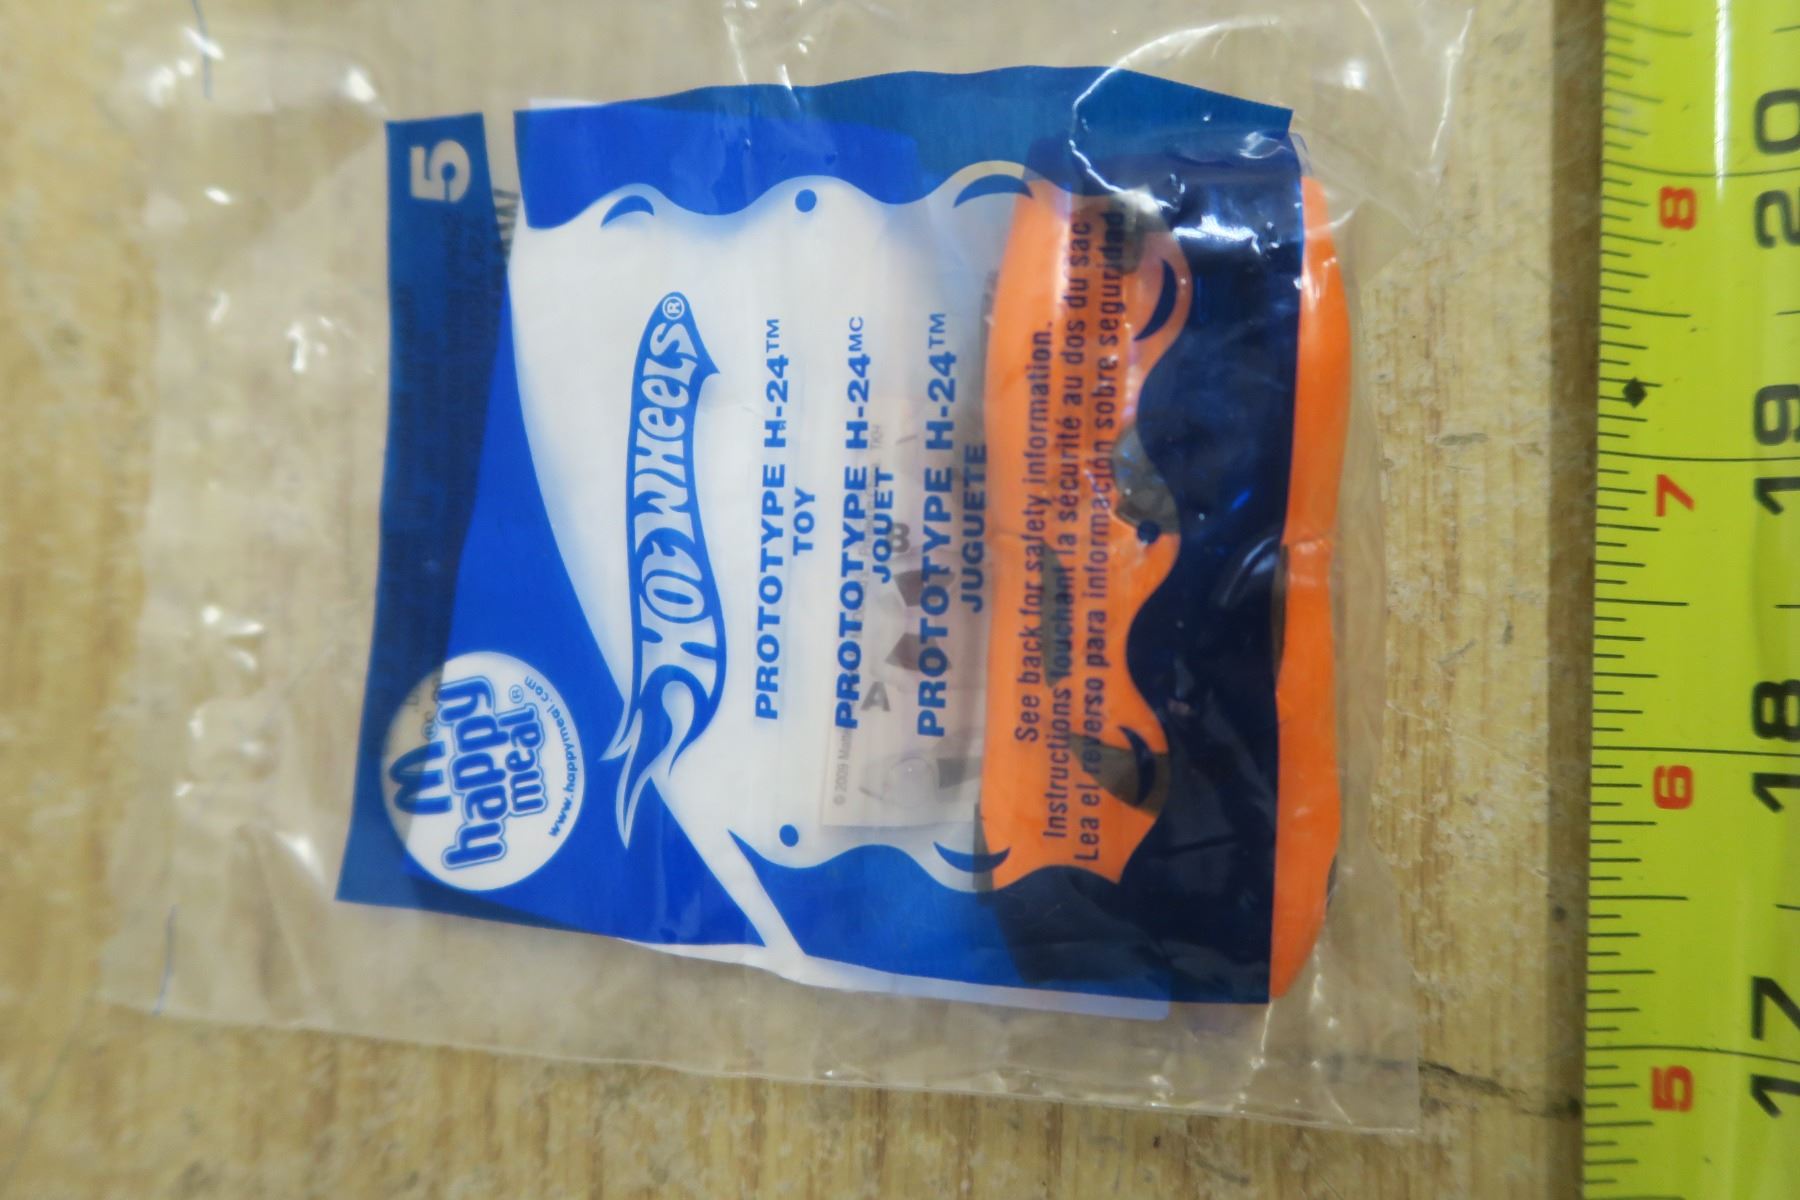 5
happy
meal®
www.happymeal.com
HOT WHEELS®
PROTOTYPE H-24™
TOY
PROTOTYPE H-24MC
JOUET
PROTOTYPE H-24™
JUGUETE
See back for safety information.
Instructions touchant la sécurité au dos du sac
Lea el reverso para información sobre seguridad
© 2009
A
B
8
7
6
5
20
19
18
17